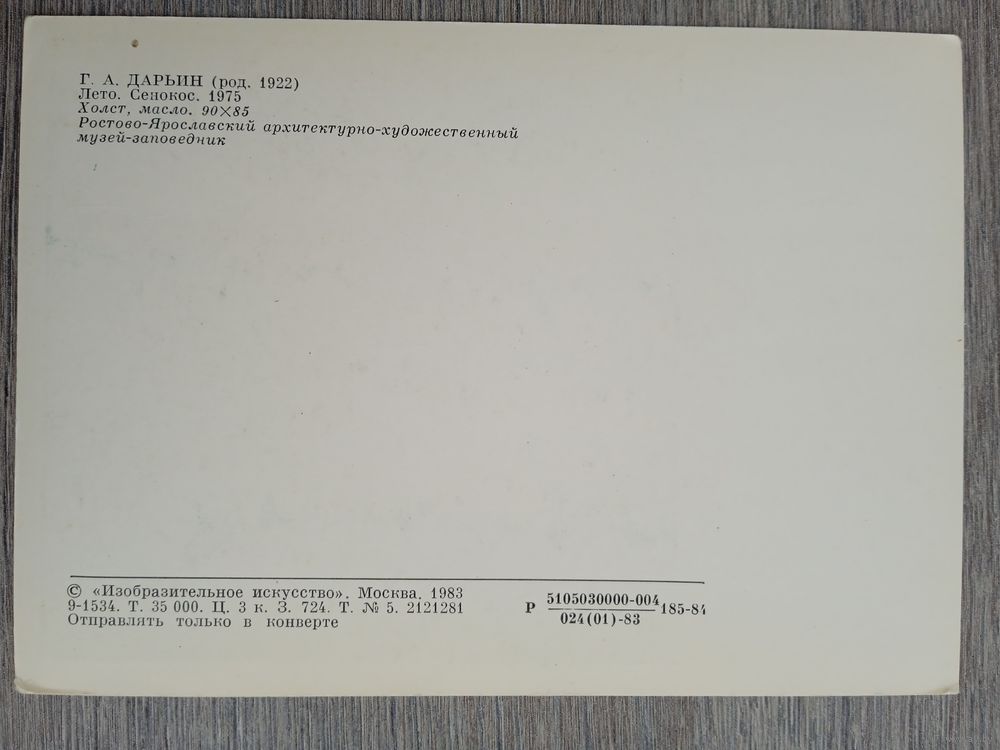 Г. А. ДАРЬИН (род. 1922)
Лето. Сенокос. 1975
Холст, масло. 90×85
Ростово-Ярославский архитектурно-художественный
музей-заповедник
© «Изобразительное искусство». Москва. 1983
9-1534. Т. 35 000. Ц. 3 к. З. 724. Т. № 5. 2121281
Отправлять только в конверте
Р 5105030000-004 185-84
024(01)-83